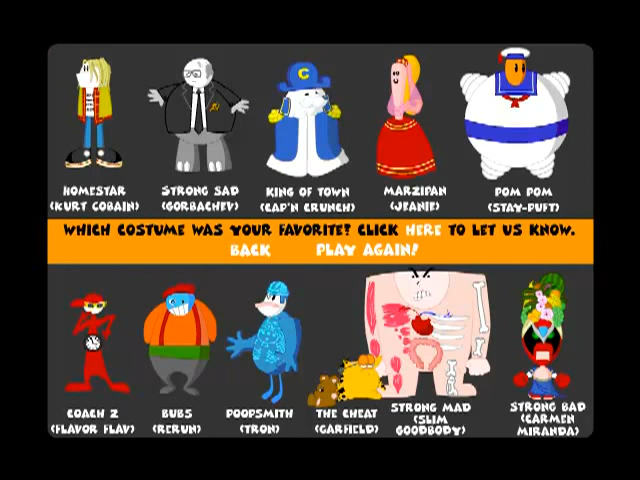 C
HOMESTAR
(KURT COBAIN)
STRONG SAD
(GORBACHEV)
KING OF TOWN
(CAP'N CRUNCH)
MARZIPAN
(JEANIE)
POM POM
(STAY-PUFT)
WHICH COSTUME WAS YOUR FAVORITE? CLICK HERE TO LET US KNOW.
BACK PLAY AGAIN!
COACH Z
(FLAVOR FLAV)
BUBS
(RERUN)
POOPSMITH
(TRON)
THE CHEAT
(GARFIELD)
STRONG MAD
(SLIM
GOODBODY)
STRONG BAD
(CARMEN
MIRANDA)